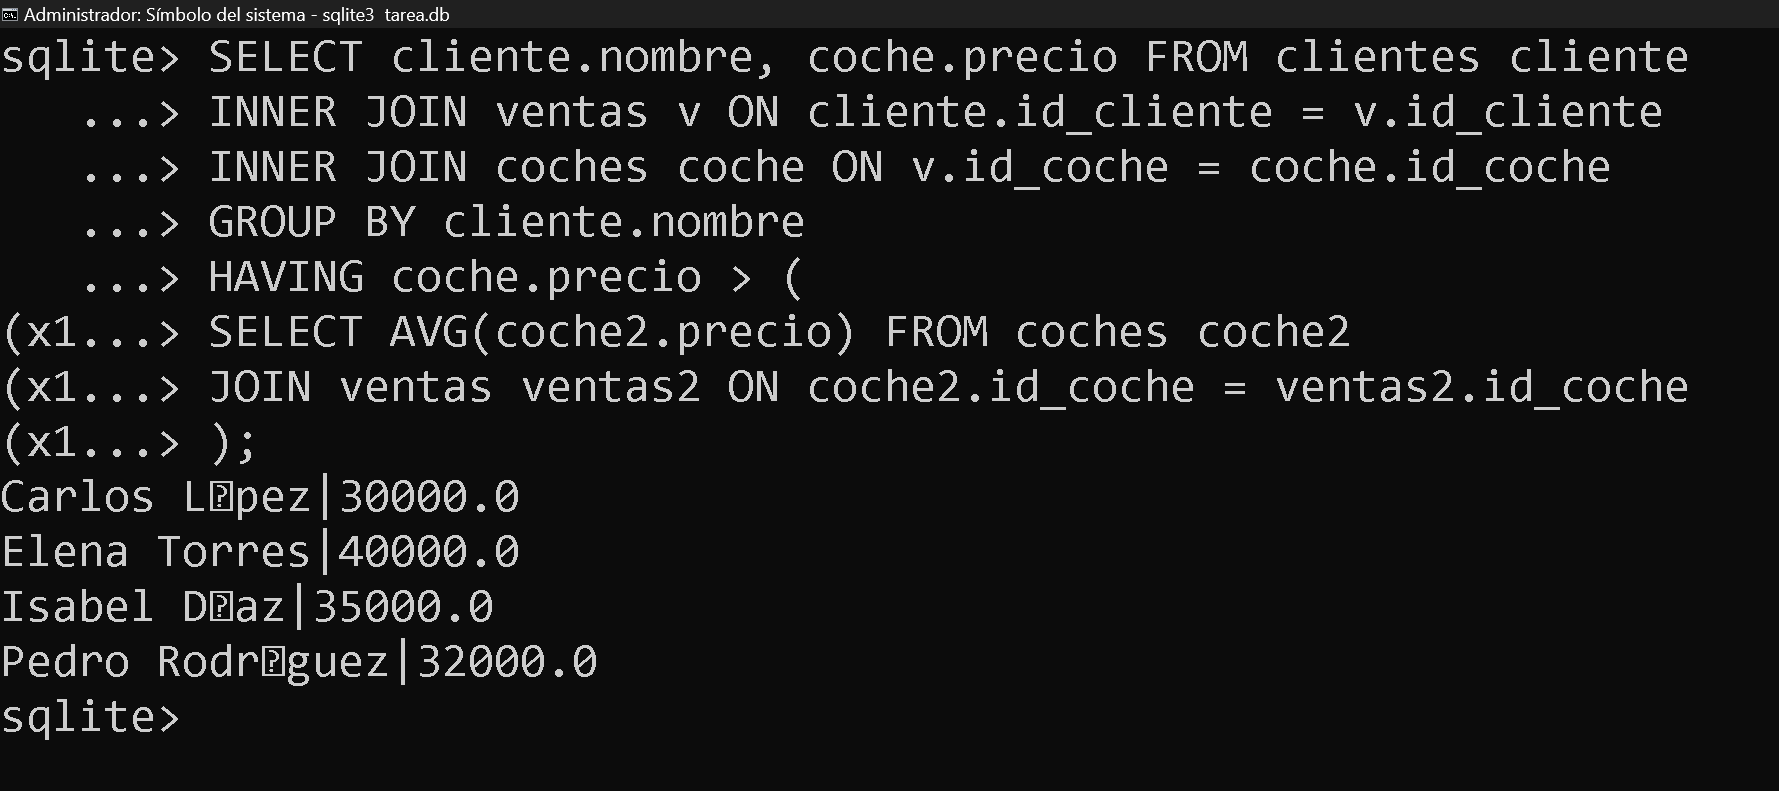 Administrador: Símbolo del sistema - sqlite3  tarea.db
sqlite> SELECT cliente.nombre, coche.precio FROM clientes cliente
   ...> INNER JOIN ventas v ON cliente.id_cliente = v.id_cliente
   ...> INNER JOIN coches coche ON v.id_coche = coche.id_coche
   ...> GROUP BY cliente.nombre
   ...> HAVING coche.precio > (
(x1...> SELECT AVG(coche2.precio) FROM coches coche2
(x1...> JOIN ventas ventas2 ON coche2.id_coche = ventas2.id_coche
(x1...> );
Carlos L�pez|30000.0
Elena Torres|40000.0
Isabel D�az|35000.0
Pedro Rodr�guez|32000.0
sqlite>